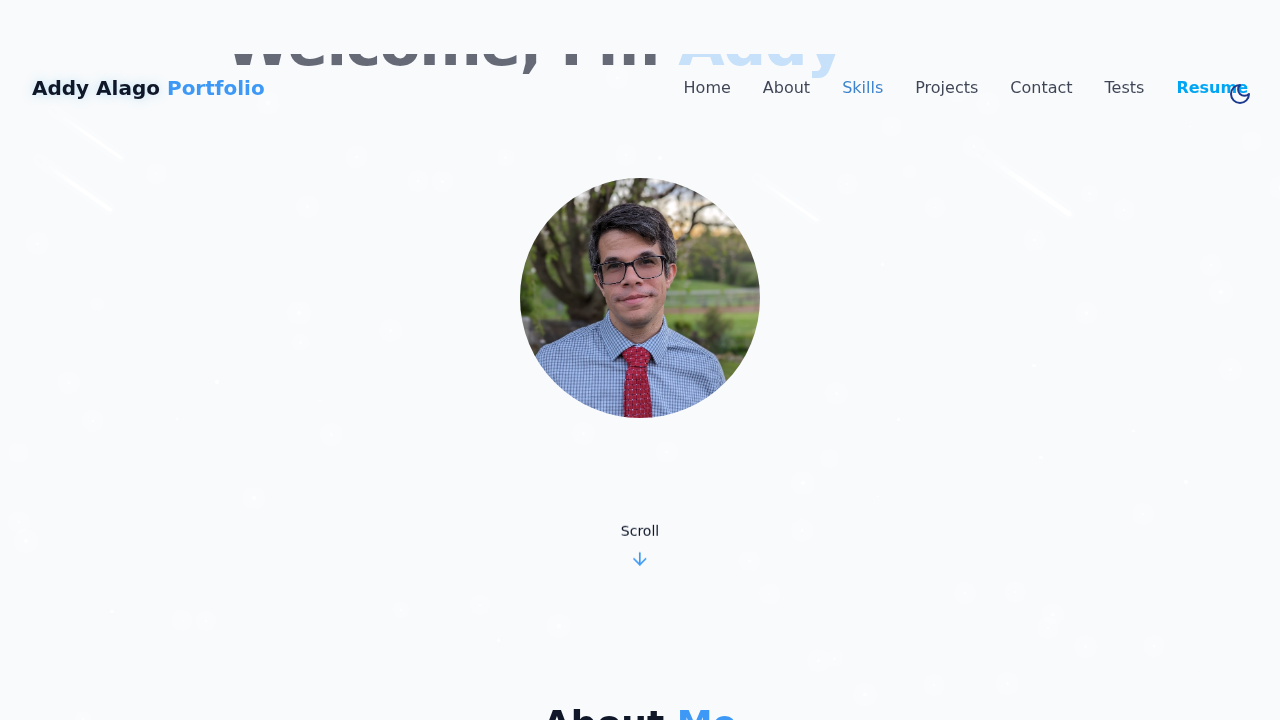 Welcome, I'm Addy
Addy Alago Portfolio
Home About Skills Projects Contact Tests Resume
Scroll
About Me